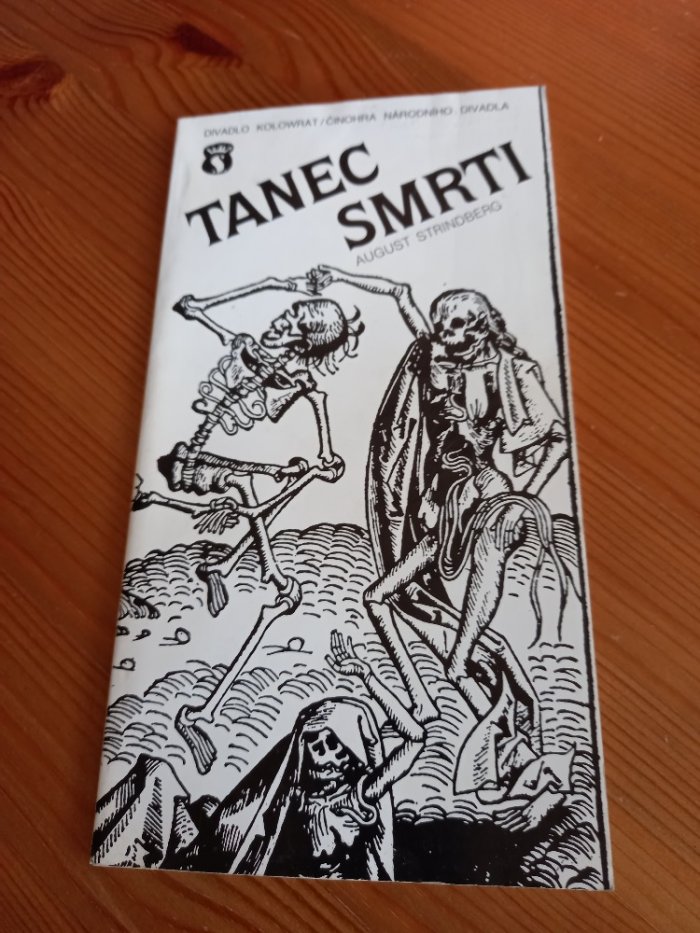 DIVADLO KOLOWRAT/ČINOHRA NÁRODNÍHO DIVADLA
TANEC
SMRTI
AUGUST STRINDBERG